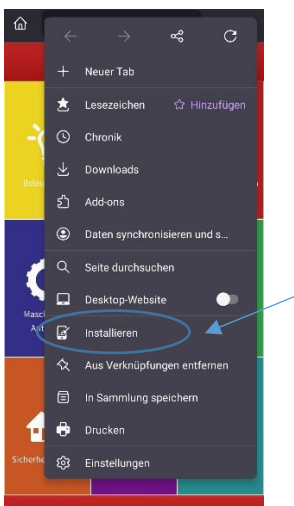 Neuer Tab
Lesezeichen Hinzufügen
Chronik
Downloads
Add-ons
Daten synchronisieren und s...
Seite durchsuchen
Desktop-Website
Installieren
Aus Verknüpfungen entfernen
In Sammlung speichern
Drucken
Einstellungen